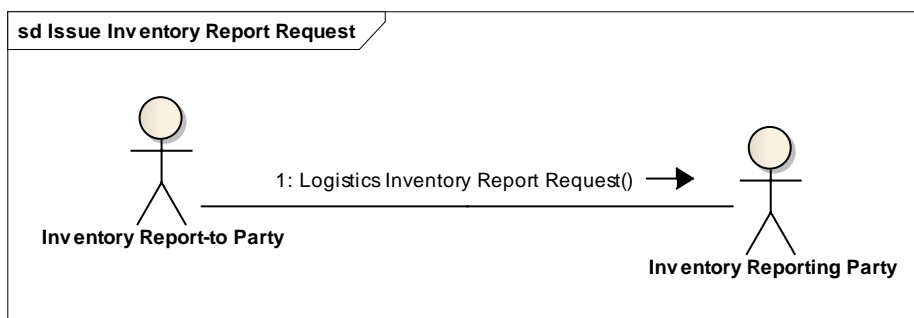 sd Issue Inventory Report Request
1: Logistics Inventory Report Request()
Inventory Report-to Party
Inventory Reporting Party